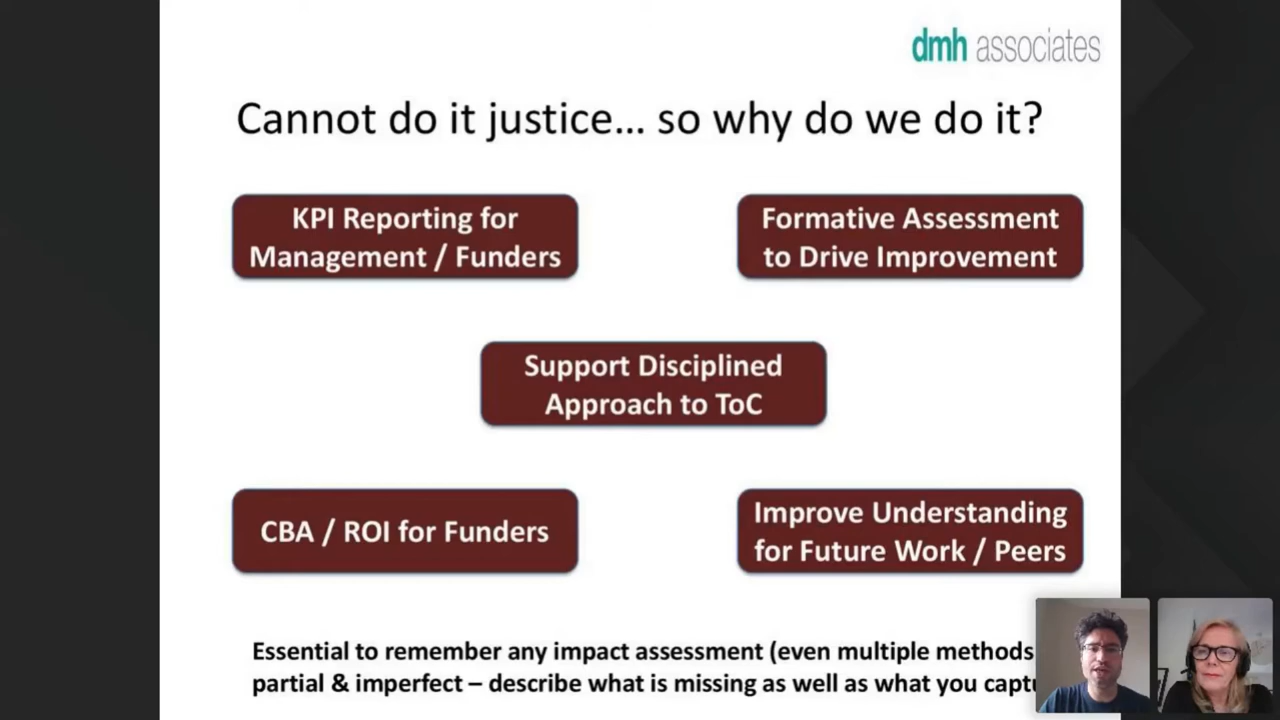 dmh associates
Cannot do it justice... so why do we do it?
KPI Reporting for
Management / Funders
Formative Assessment
to Drive Improvement
Support Disciplined
Approach to ToC
CBA / ROI for Funders
Improve Understanding
for Future Work / Peers
Essential to remember any impact assessment (even multiple methods
partial & imperfect – describe what is missing as well as what you